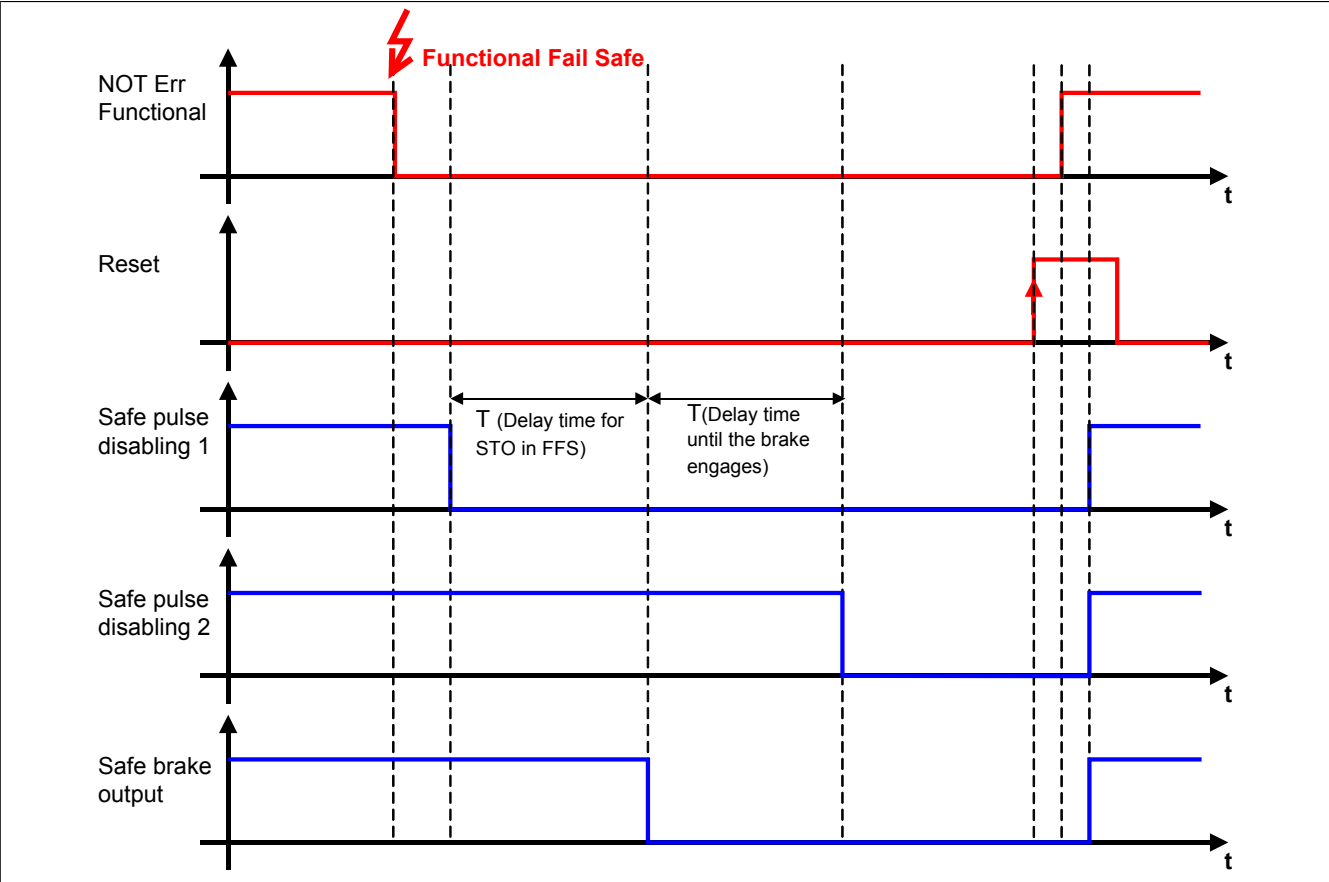 Functional Fail Safe
NOT Err
Functional
t
Reset
t
Safe pulse
disabling 1
T (Delay time for
STO in FFS)
T(Delay time
until the brake
engages)
t
Safe pulse
disabling 2
t
Safe brake
output
t